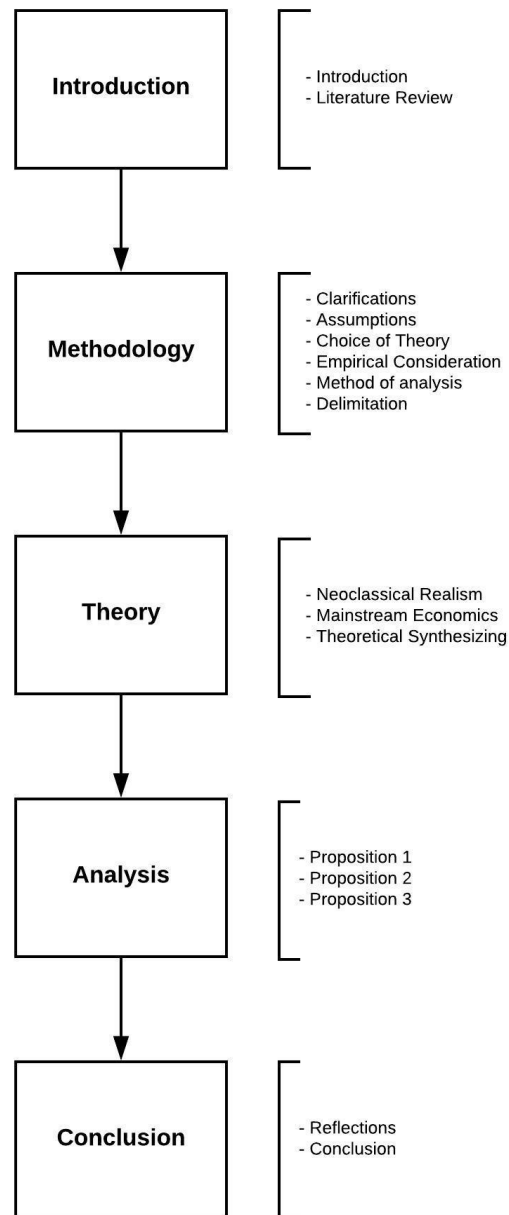 Introduction
- Introduction
- Literature Review
Methodology
- Clarifications
- Assumptions
- Choice of Theory
- Empirical Consideration
- Method of analysis
- Delimitation
Theory
- Neoclassical Realism
- Mainstream Economics
- Theoretical Synthesizing
Analysis
- Proposition 1
- Proposition 2
- Proposition 3
Conclusion
- Reflections
- Conclusion